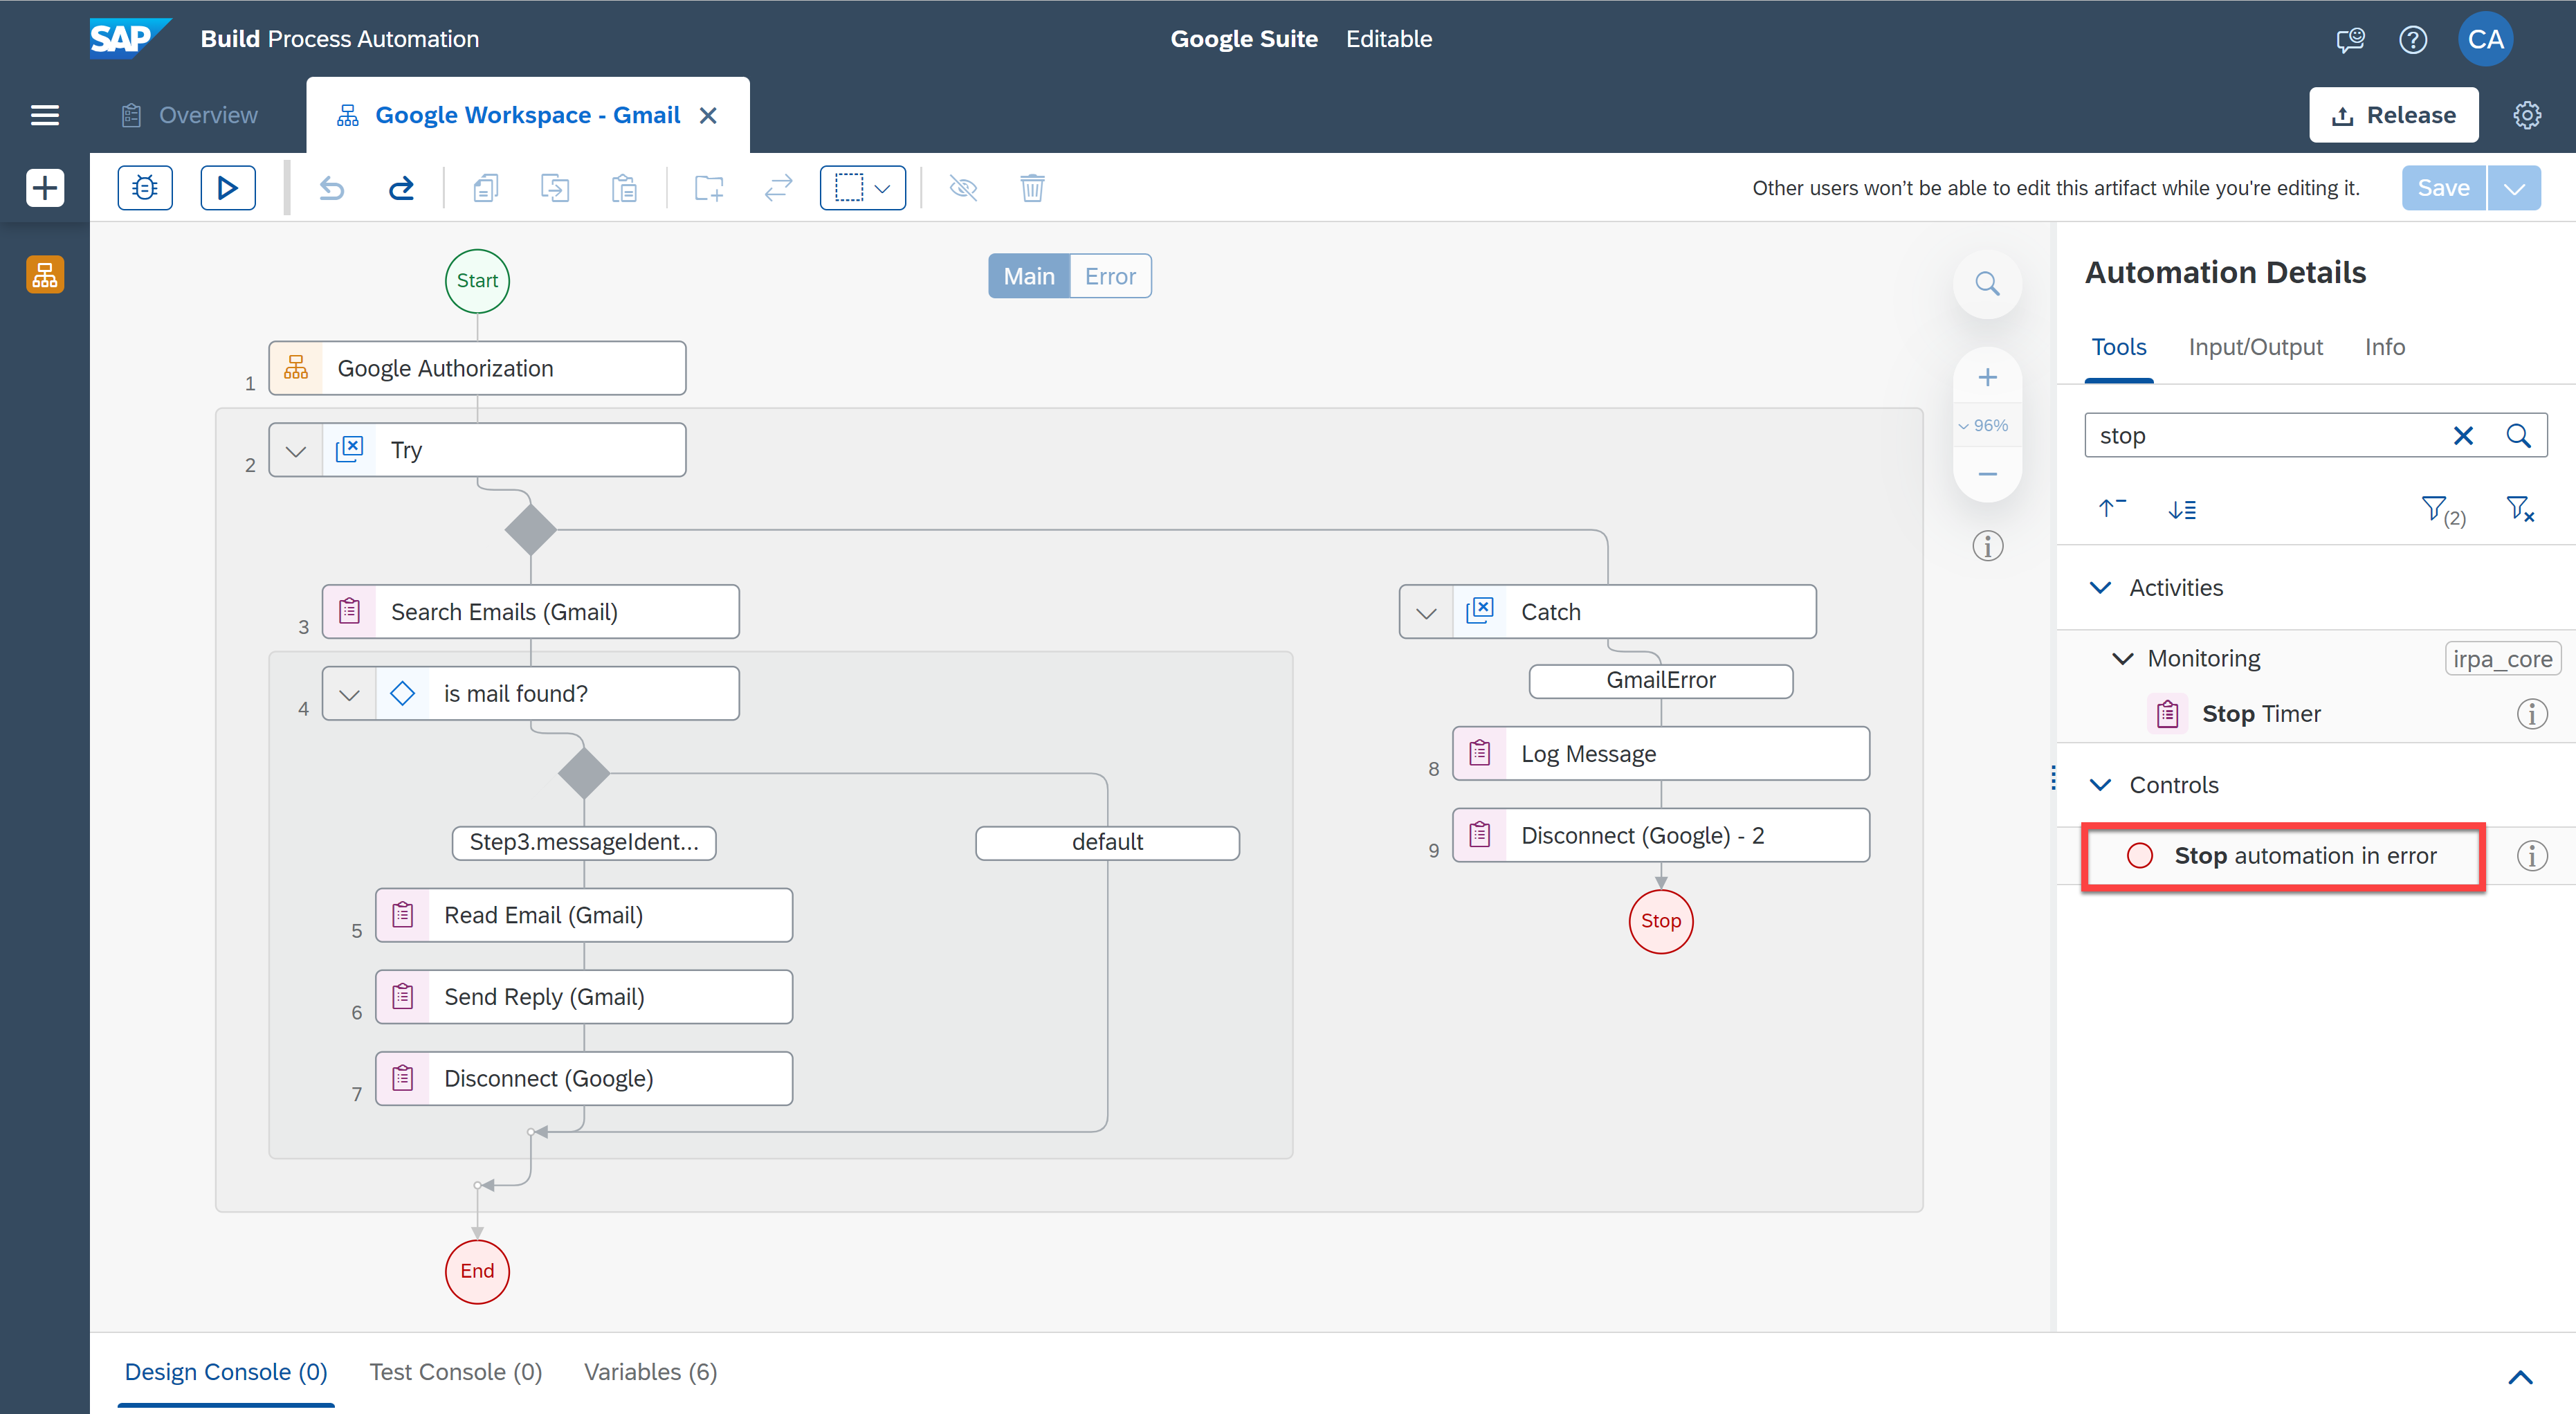 SAP Build Process Automation
Google Suite Editable
CA
Overview
Google Workspace - Gmail
Release
Other users won't be able to edit this artifact while you're editing it.
Save
Start
Main Error
1 Google Authorization
2 Try
96%
3 Search Emails (Gmail)
Catch
GmailError
4 is mail found?
8 Log Message
Step3.messageIdent...
default
9 Disconnect (Google) - 2
5 Read Email (Gmail)
Stop
6 Send Reply (Gmail)
7 Disconnect (Google)
End
Automation Details
Tools Input/Output Info
stop
(2)
Activities
Monitoring irpa_core
Stop Timer
Controls
Stop automation in error
Design Console (0) Test Console (0) Variables (6)